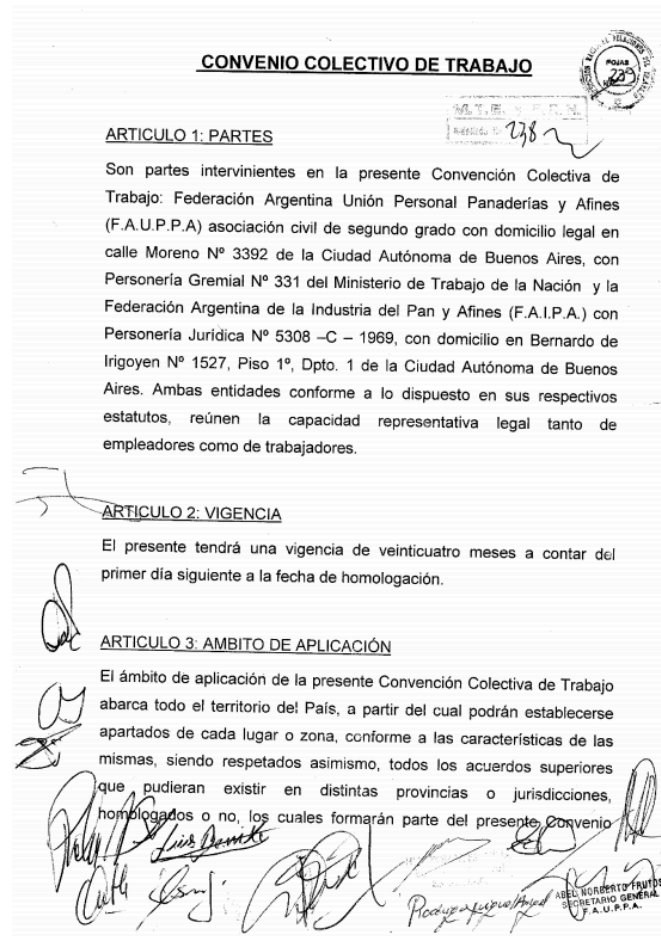 CONVENIO COLECTIVO DE TRABAJO
FOJAS
239
238
ARTICULO 1: PARTES
Son partes intervinientes en la presente Convención Colectiva de
Trabajo: Federación Argentina Unión Personal Panaderías y Afines
(F.A.U.P.P.A) asociación civil de segundo grado con domicilio legal en
calle Moreno Nº 3392 de la Ciudad Autónoma de Buenos Aires, con
Personería Gremial Nº 331 del Ministerio de Trabajo de la Nación y la
Federación Argentina de la Industria del Pan y Afines (F.A.I.P.A.) con
Personería Jurídica Nº 5308 –C – 1969, con domicilio en Bernardo de
Irigoyen Nº 1527, Piso 1º, Dpto. 1 de la Ciudad Autónoma de Buenos
Aires. Ambas entidades conforme a lo dispuesto en sus respectivos
estatutos, reúnen la capacidad representativa legal tanto de
empleadores como de trabajadores.
ARTICULO 2: VIGENCIA
El presente tendrá una vigencia de veinticuatro meses a contar del
primer día siguiente a la fecha de homologación.
ARTICULO 3: AMBITO DE APLICACIÓN
El ámbito de aplicación de la presente Convención Colectiva de Trabajo
abarca todo el territorio del País, a partir del cual podrán establecerse
apartados de cada lugar o zona, conforme a las características de las
mismas, siendo respetados asimismo, todos los acuerdos superiores
que pudieran existir en distintas provincias o jurisdicciones,
homologados o no, los cuales formarán parte del presente Convenio
Luis
ABEL NORBERTO FRUTOS
SECRETARIO GENERAL
F.A.U.P.P.A.